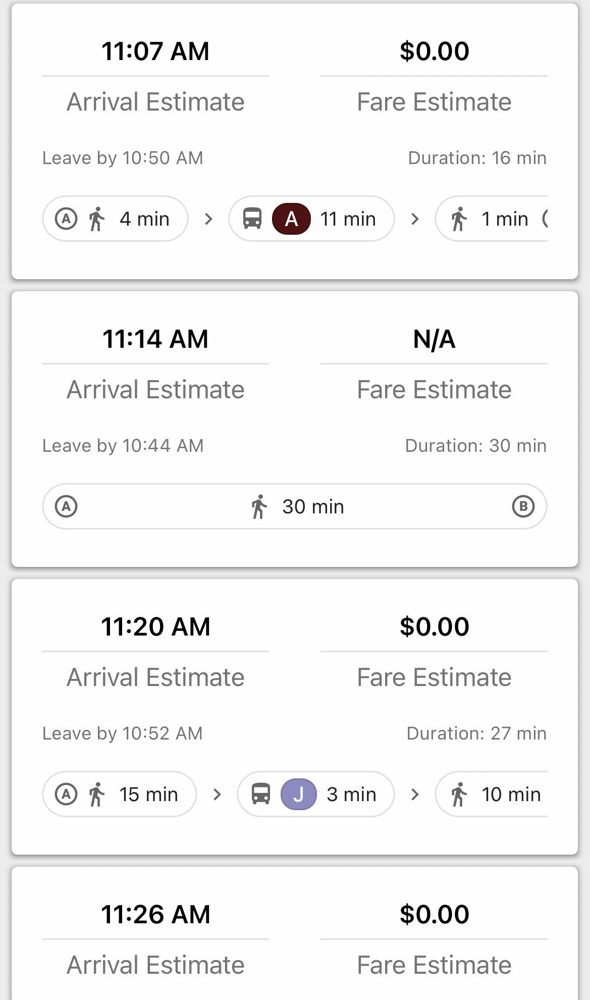 11:07 AM $0.00
Arrival Estimate Fare Estimate
Leave by 10:50 AM Duration: 16 min
A 4 min > A 11 min > 1 min
11:14 AM N/A
Arrival Estimate Fare Estimate
Leave by 10:44 AM Duration: 30 min
A 30 min B
11:20 AM $0.00
Arrival Estimate Fare Estimate
Leave by 10:52 AM Duration: 27 min
A 15 min > J 3 min > 10 min
11:26 AM $0.00
Arrival Estimate Fare Estimate